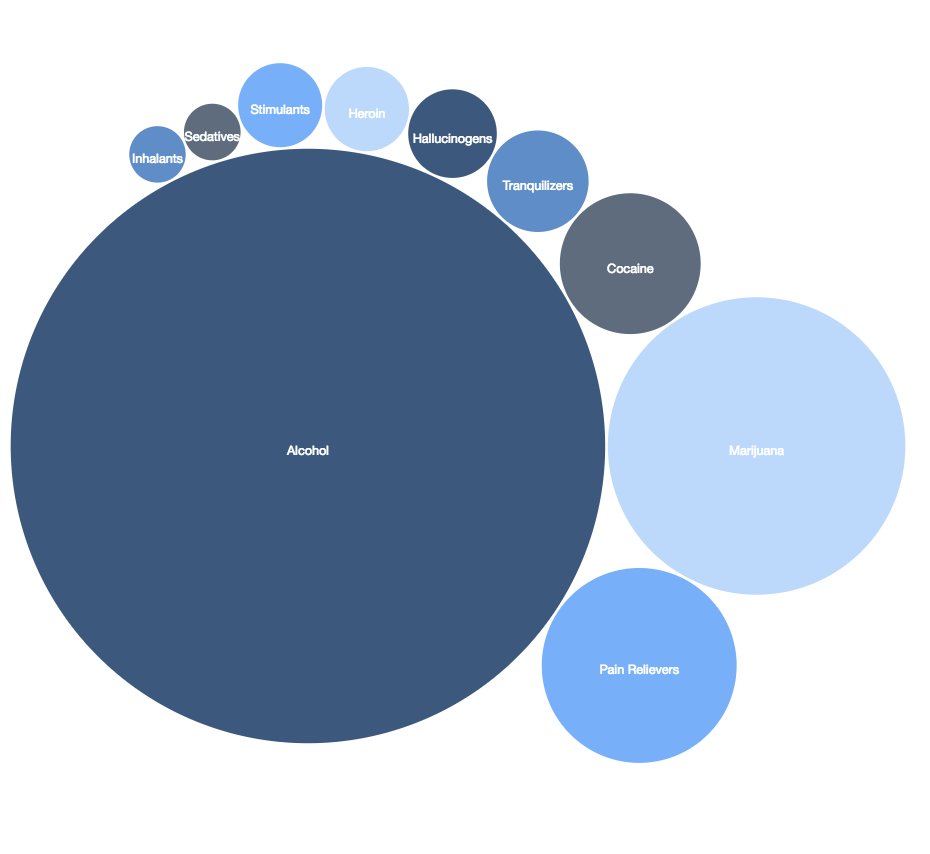 Stimulants
Heroin
Sedatives
Hallucinogens
Inhalants
Tranquilizers
Cocaine
Alcohol
Marijuana
Pain Relievers